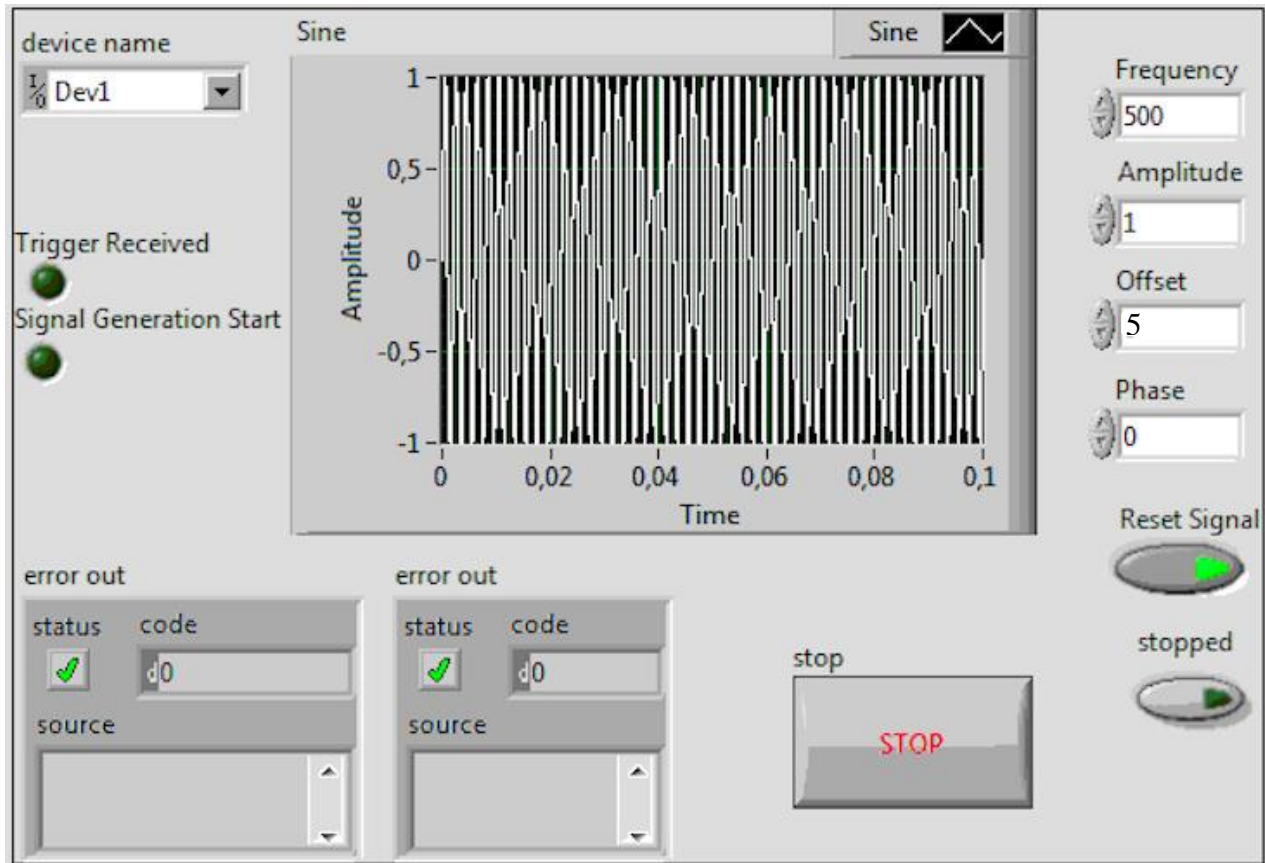 device name
Dev1
Trigger Received
Signal Generation Start
Sine
Sine
Amplitude
1
0,5
0
-0,5
-1
0
0,02
0,04
0,06
0,08
0,1
Time
Frequency
500
Amplitude
1
Offset
5
Phase
0
Reset Signal
stopped
error out
status
code
d0
source
error out
status
code
d0
source
stop
STOP